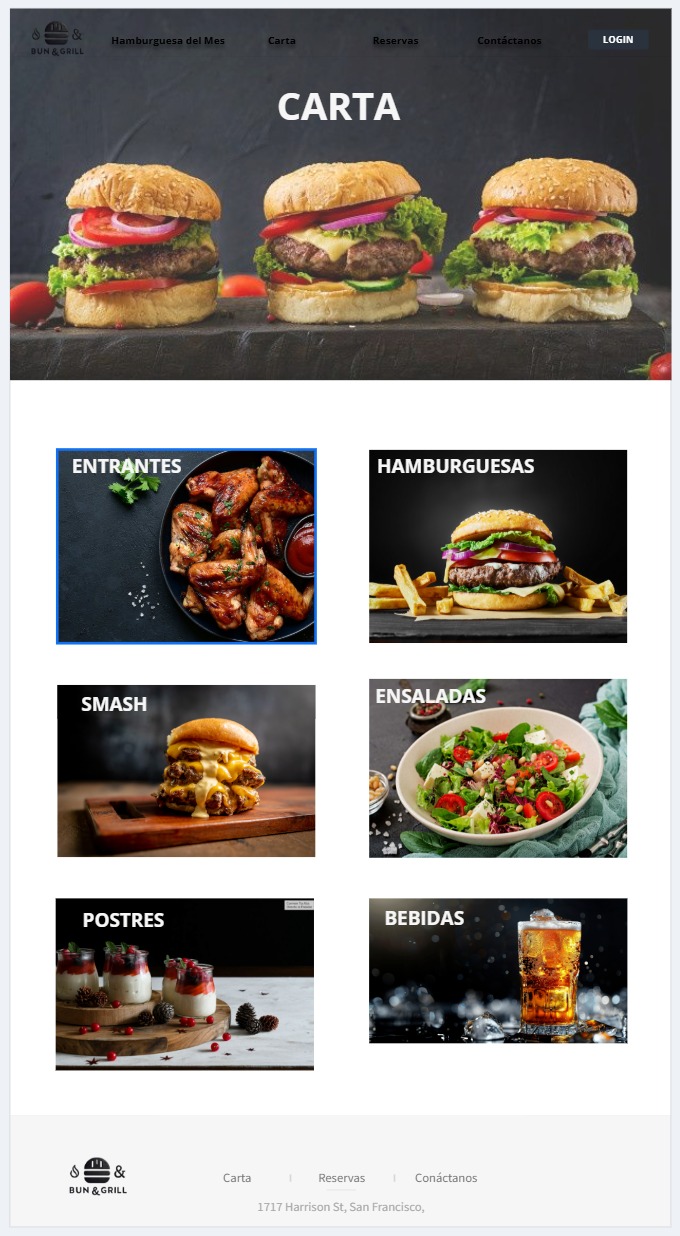 BUN & GRILL
Hamburguesa del Mes
Carta
Reservas
Contáctanos
LOGIN
CARTA
ENTRANTES
HAMBURGUESAS
SMASH
ENSALADAS
POSTRES
BEBIDAS
&
BUN & GRILL
Carta | Reservas | Conáctanos
1717 Harrison St, San Francisco,